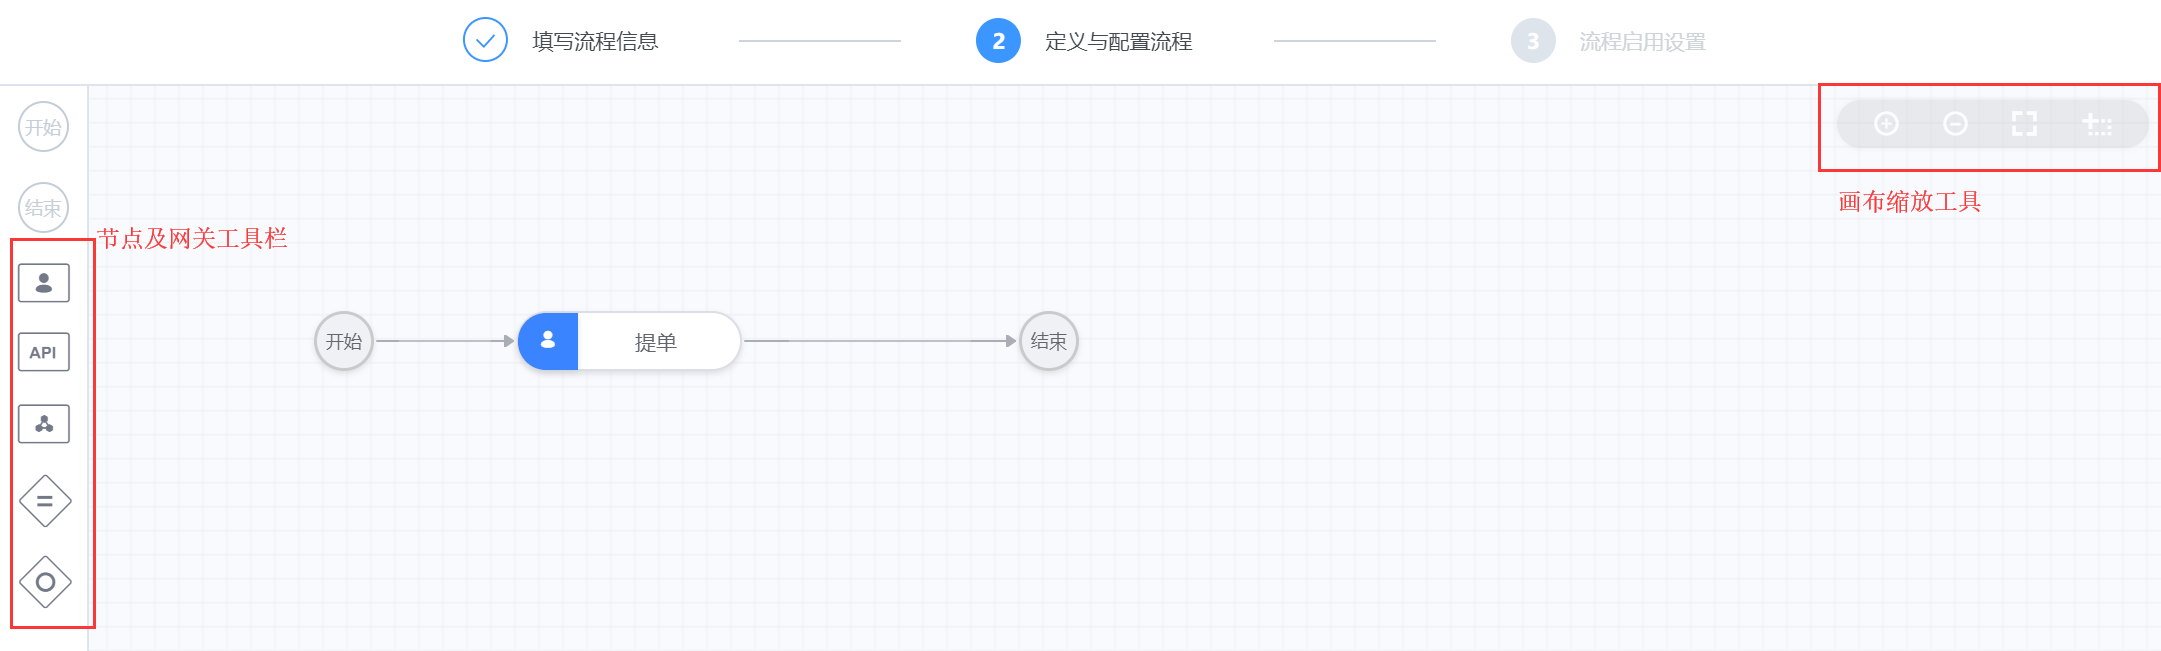 填写流程信息
2 定义与配置流程
3 流程启用设置
开始
结束
画布缩放工具
节点及网关工具栏
API
开始
提单
结束